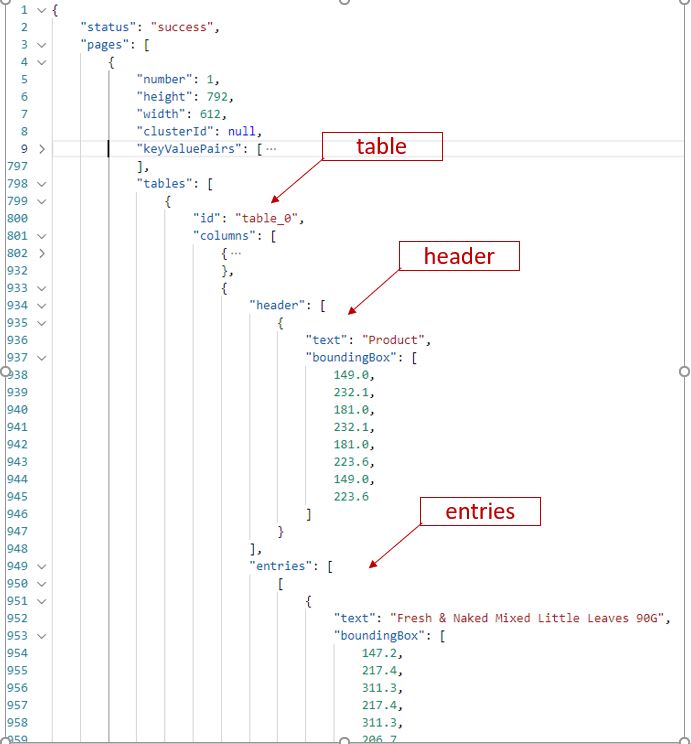 1 {
2 "status": "success",
3 "pages": [
4 {
5 "number": 1,
6 "height": 792,
7 "width": 612,
8 "clusterId": null,
9 "keyValuePairs": [ ···
table
797 ],
798 "tables": [
799 {
800 "id": "table_0",
801 "columns": [
802 { ···
header
932 },
933 {
934 "header": [
935 {
936 "text": "Product",
937 "boundingBox": [
938 149.0,
939 232.1,
940 181.0,
941 232.1,
942 181.0,
943 223.6,
944 149.0,
945 223.6
946 ]
entries
947 }
948 ],
949 "entries": [
950 [
951 {
952 "text": "Fresh & Naked Mixed Little Leaves 90G",
953 "boundingBox": [
954 147.2,
955 217.4,
956 311.3,
957 217.4,
958 311.3,
959 206.7